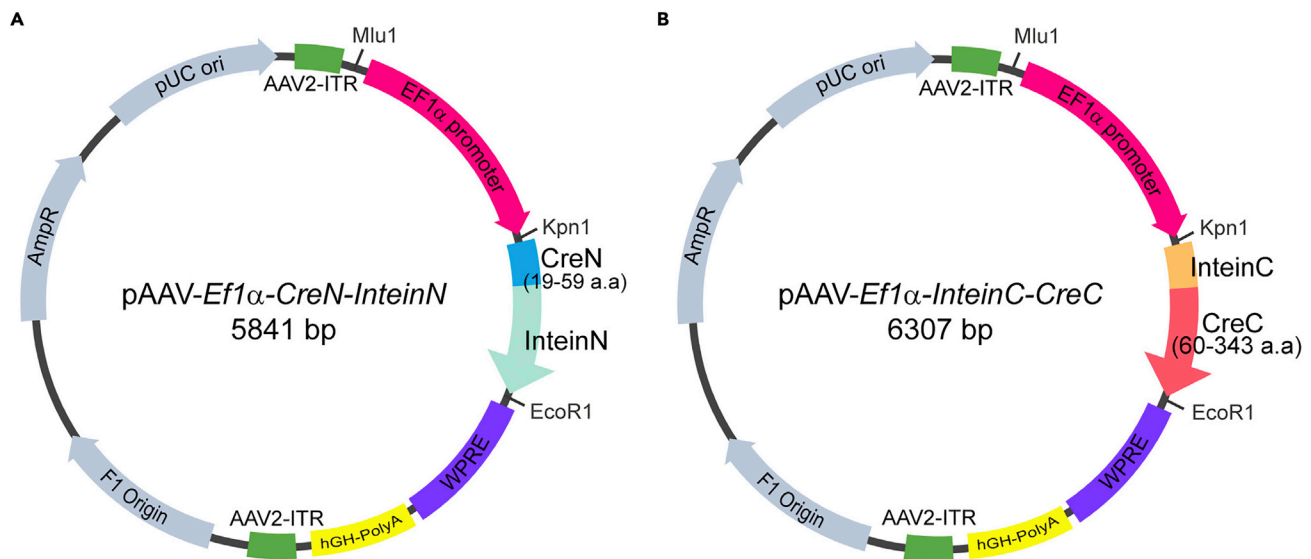 A
Mlu1
pUC ori
AAV2-ITR
EF1α promoter
AmpR
Kpn1
CreN
(19-59 a.a)
pAAV-Ef1α-CreN-InteinN
5841 bp
InteinN
EcoR1
WPRE
F1 Origin
AAV2-ITR
hGH-PolyA
B
Mlu1
pUC ori
AAV2-ITR
EF1α promoter
AmpR
Kpn1
InteinC
pAAV-Ef1α-InteinC-CreC
6307 bp
CreC
(60-343 a.a)
EcoR1
WPRE
F1 Origin
AAV2-ITR
hGH-PolyA